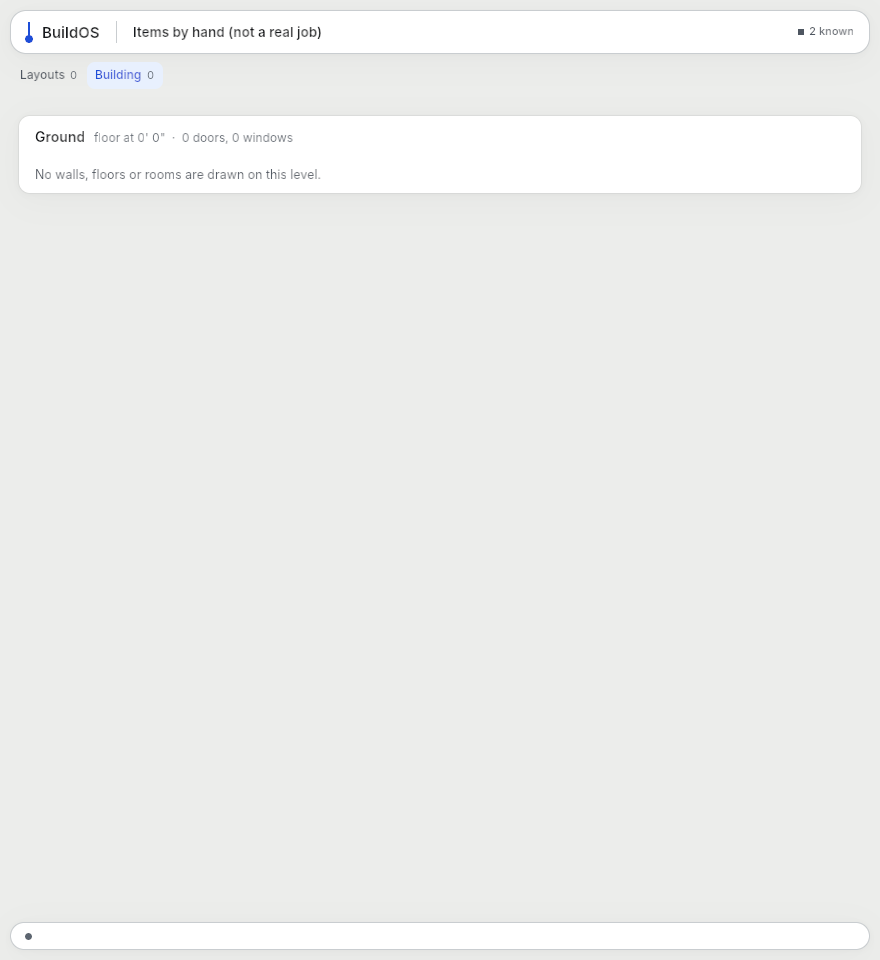 BuildOS
Items by hand (not a real job)
2 known
Layouts 0
Building 0
Ground floor at 0' 0" · 0 doors, 0 windows
No walls, floors or rooms are drawn on this level.